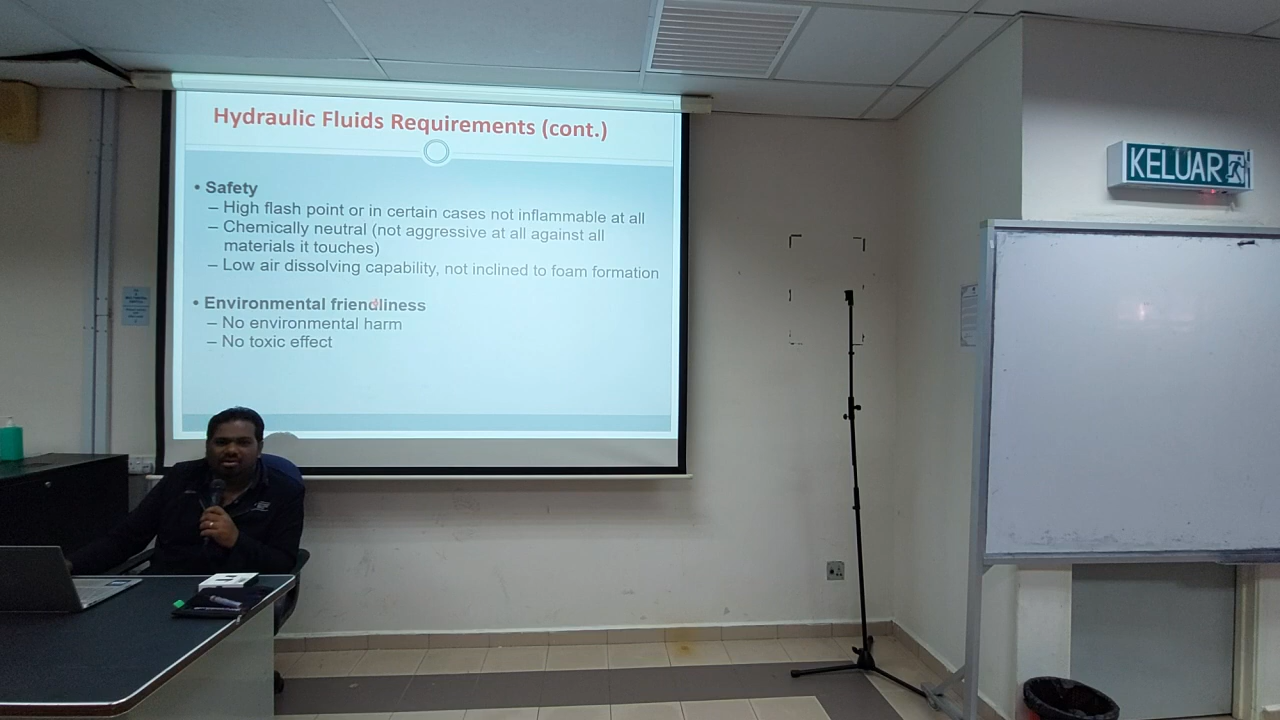 Hydraulic Fluids Requirements (cont.)
• Safety
– High flash point or in certain cases not inflammable at all
– Chemically neutral (not aggressive at all against all
materials it touches)
– Low air dissolving capability, not inclined to foam formation
• Environmental friendliness
– No environmental harm
– No toxic effect
KELUAR